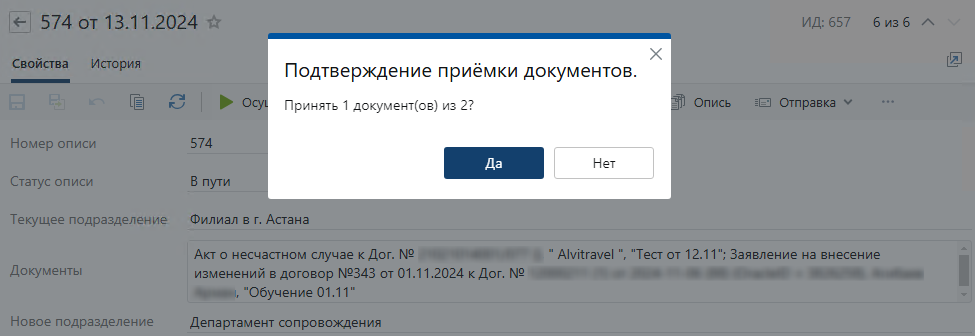 574 от 13.11.2024
ИД: 657
6 из 6
Свойства
История
Подтверждение приёмки документов.
Принять 1 документ(ов) из 2?
Да
Нет
Осущ
Опись
Отправка
Номер описи
574
Статус описи
В пути
Текущее подразделение
Филиал в г. Астана
Документы
Акт о несчастном случае к Дог. № " Alvitravel ", "Тест от 12.11"; Заявление на внесение
изменений в договор №343 от 01.11.2024 к Дог. №
, "Обучение 01.11"
Новое подразделение
Департамент сопровождения